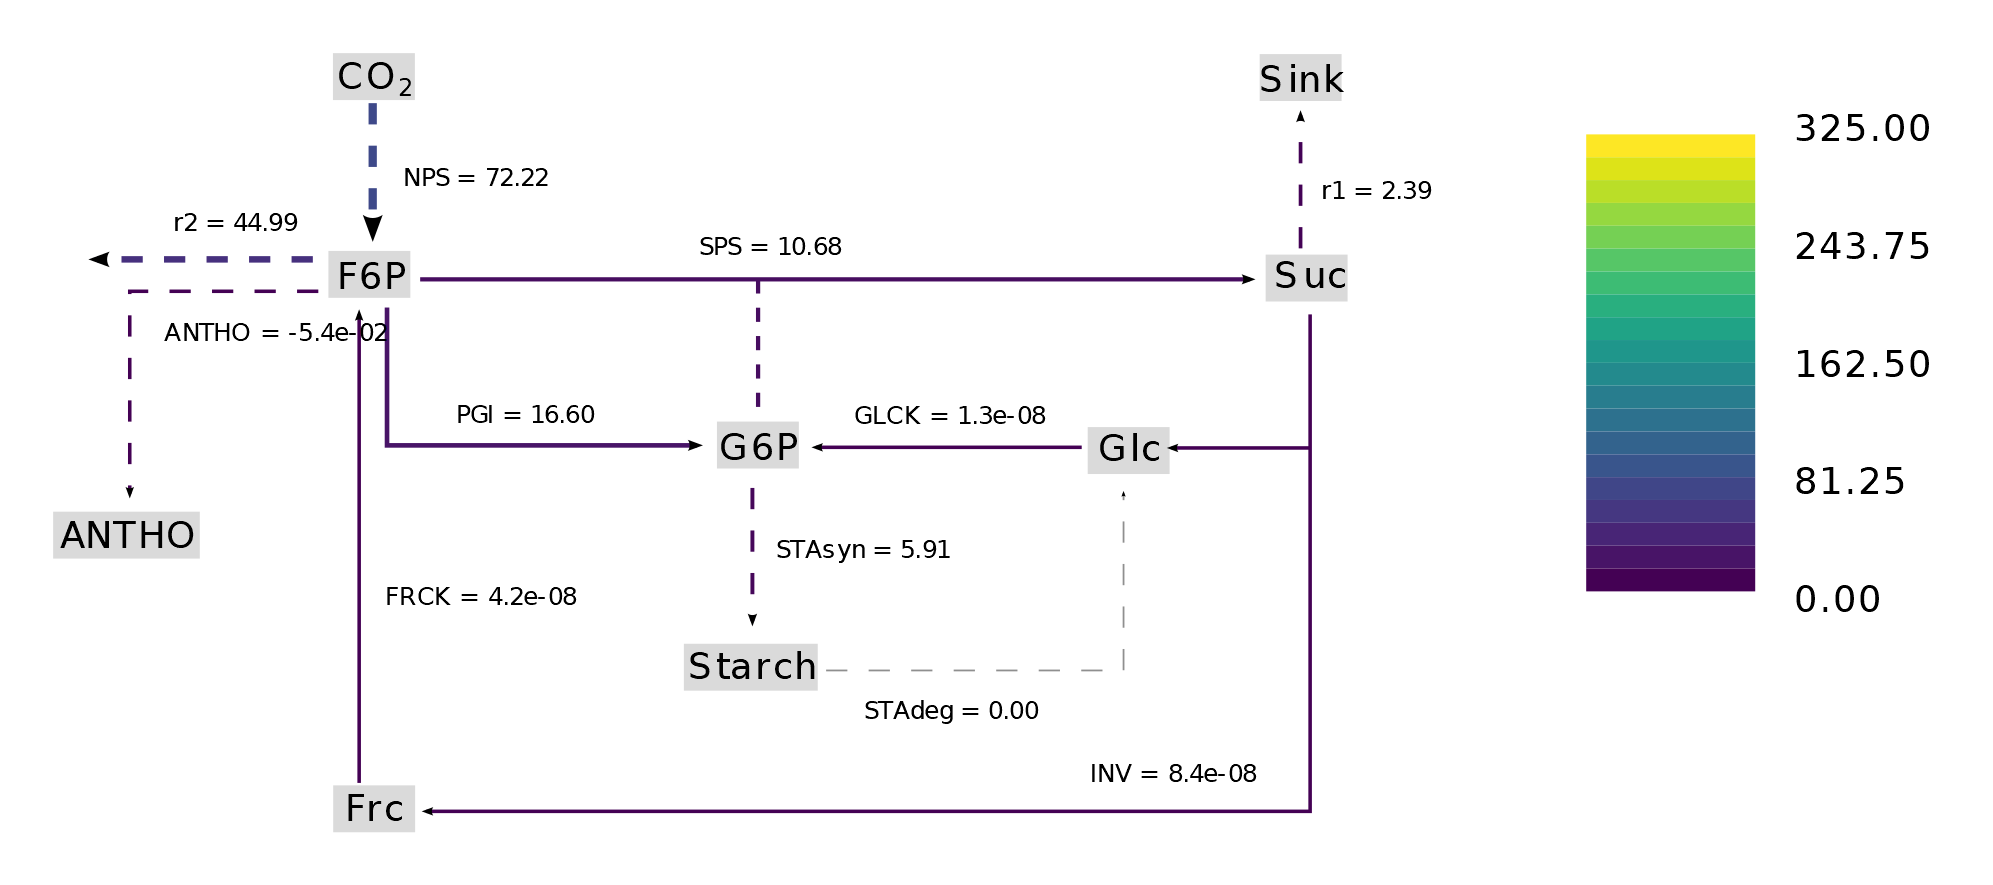 CO₂
Sink
325.00
NPS = 72.22
r1 = 2.39
r2 = 44.99
SPS = 10.68
243.75
F6P
Suc
ANTHO = -5.4e-02
162.50
PGI = 16.60
GLCK = 1.3e-08
G6P
Glc
81.25
ANTHO
STAsyn = 5.91
FRCK = 4.2e-08
0.00
Starch
STAdeg = 0.00
INV = 8.4e-08
Frc